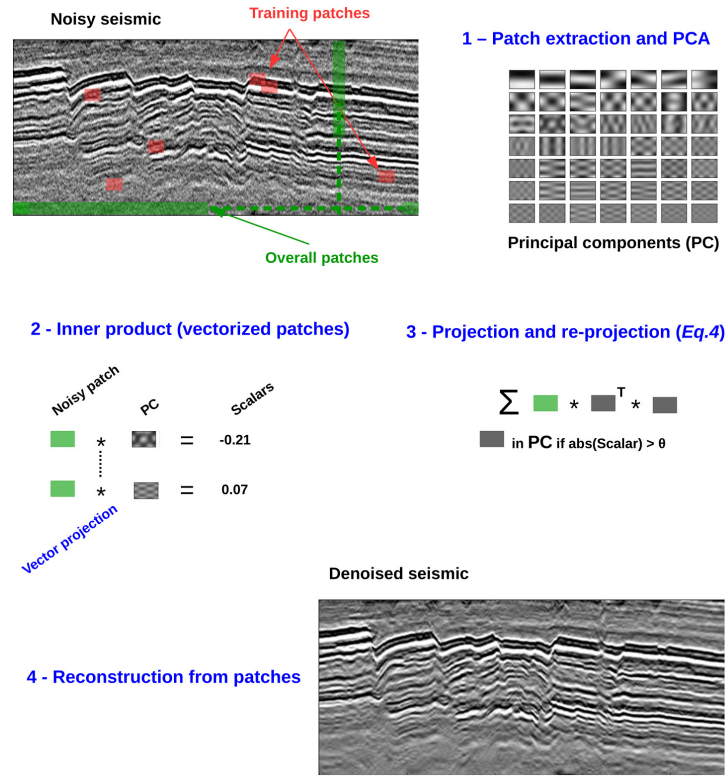 Noisy seismic
Training patches
1 – Patch extraction and PCA
Principal components (PC)
Overall patches
2 - Inner product (vectorized patches)
Noisy patch
PC
Scalars
* = -0.21
* = 0.07
Vector projection
3 - Projection and re-projection (Eq.4)
Σ * T *
in PC if abs(Scalar) > θ
Denoised seismic
4 - Reconstruction from patches